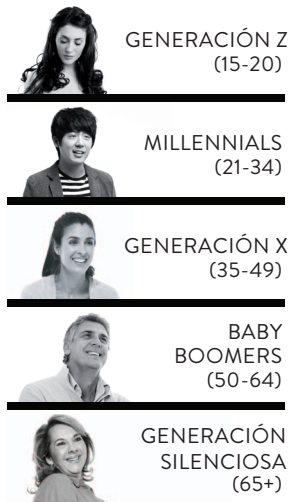 GENERACIÓN Z
(15-20)
MILLENNIALS
(21-34)
GENERACIÓN X
(35-49)
BABY
BOOMERS
(50-64)
GENERACIÓN
SILENCIOSA
(65+)